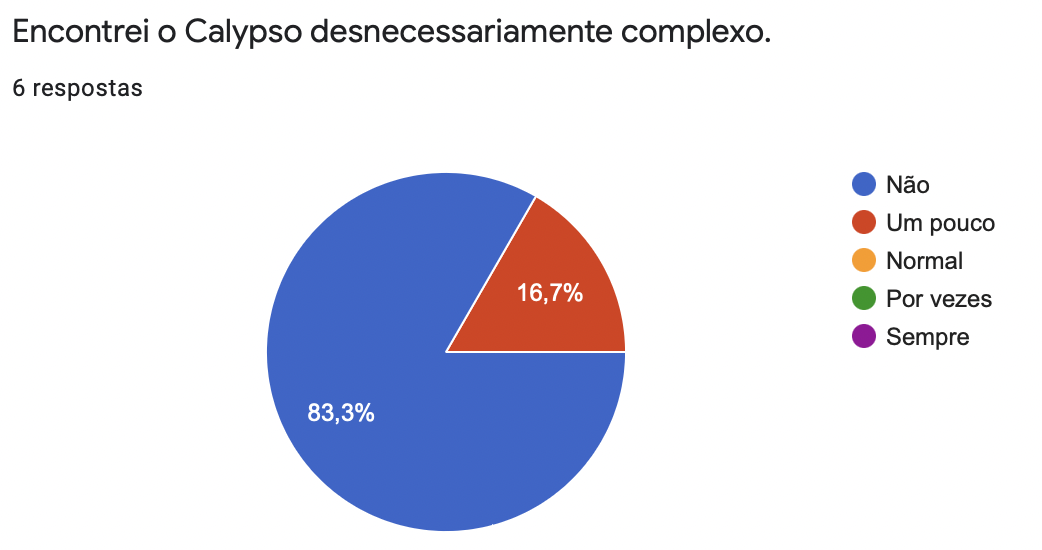 Encontrei o Calypso desnecessariamente complexo.
6 respostas
Não
Um pouco
Normal
Por vezes
Sempre
16,7%
83,3%